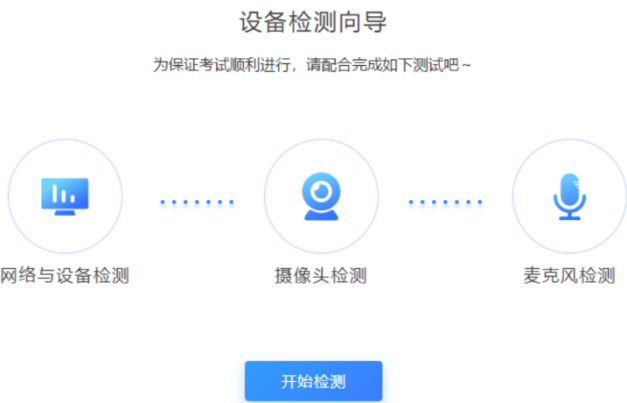 设备检测向导
为保证考试顺利进行，请配合完成如下测试吧~
网络与设备检测
摄像头检测
麦克风检测
开始检测